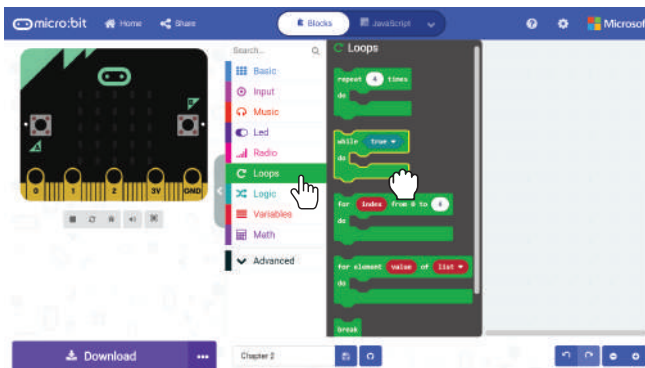 micro:bit Home Share Blocks JavaScript Microsof
Search...
Basic
Input
Music
Led
Radio
Loops
Logic
Variables
Math
Advanced
Loops
repeat 4 times
do
while true
do
for index from 0 to 4
do
for element value of list
do
break
A
B
0 1 2 3V GND
Download
Chapter 2